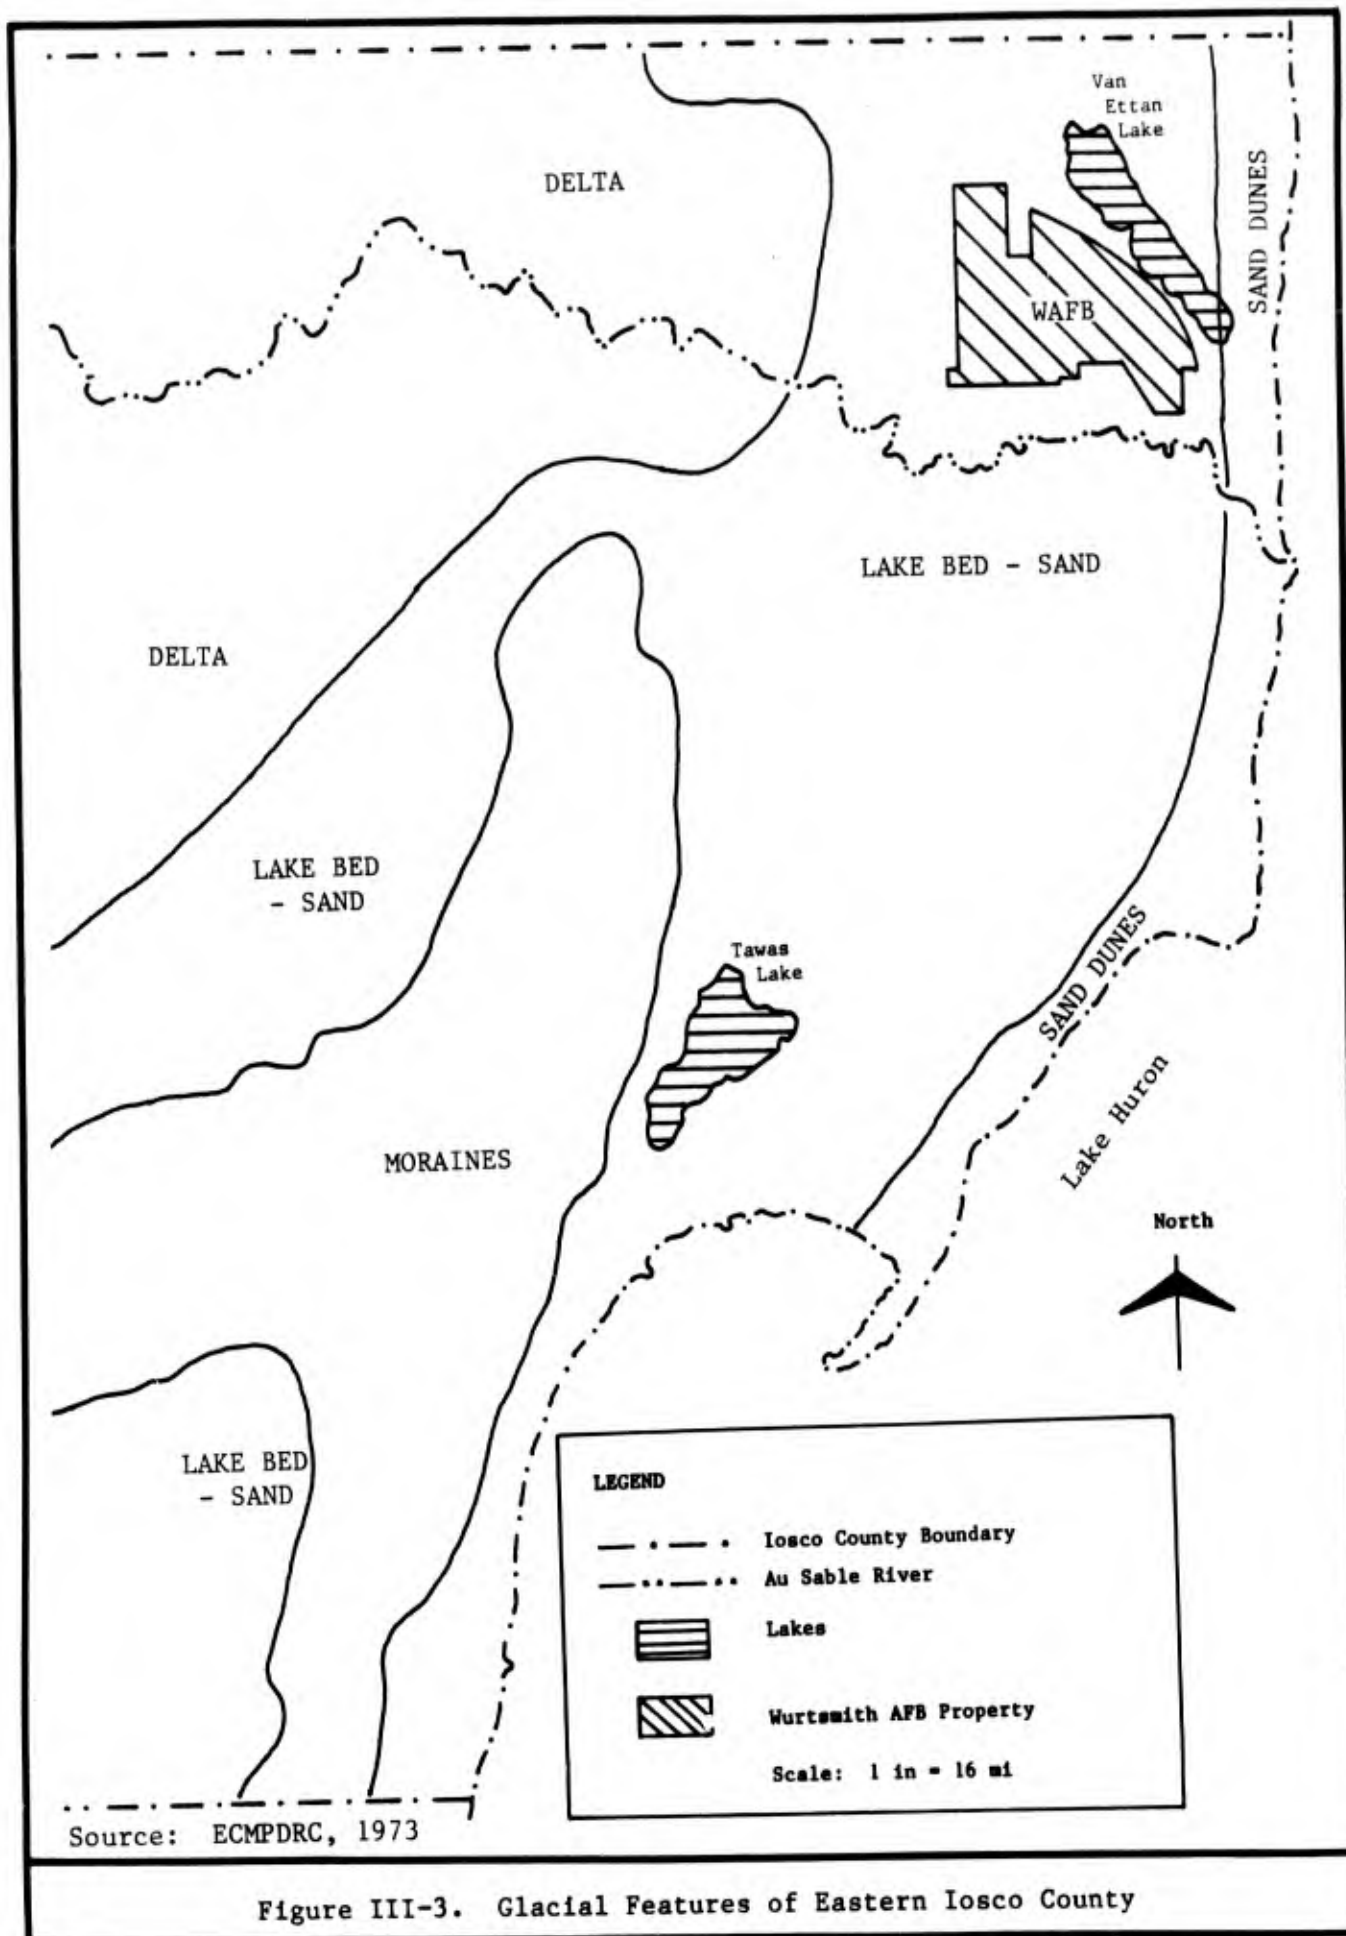 Van
Ettan
Lake
DELTA
SAND DUNES
WAFB
LAKE BED - SAND
DELTA
LAKE BED
- SAND
SAND DUNES
Tawas
Lake
Lake Huron
MORAINES
North
LAKE BED
- SAND
LEGEND
Iosco County Boundary
Au Sable River
Lakes
Wurtsmith AFB Property
Scale: 1 in = 16 mi
Source: ECMPDRC, 1973
Figure III-3. Glacial Features of Eastern Iosco County